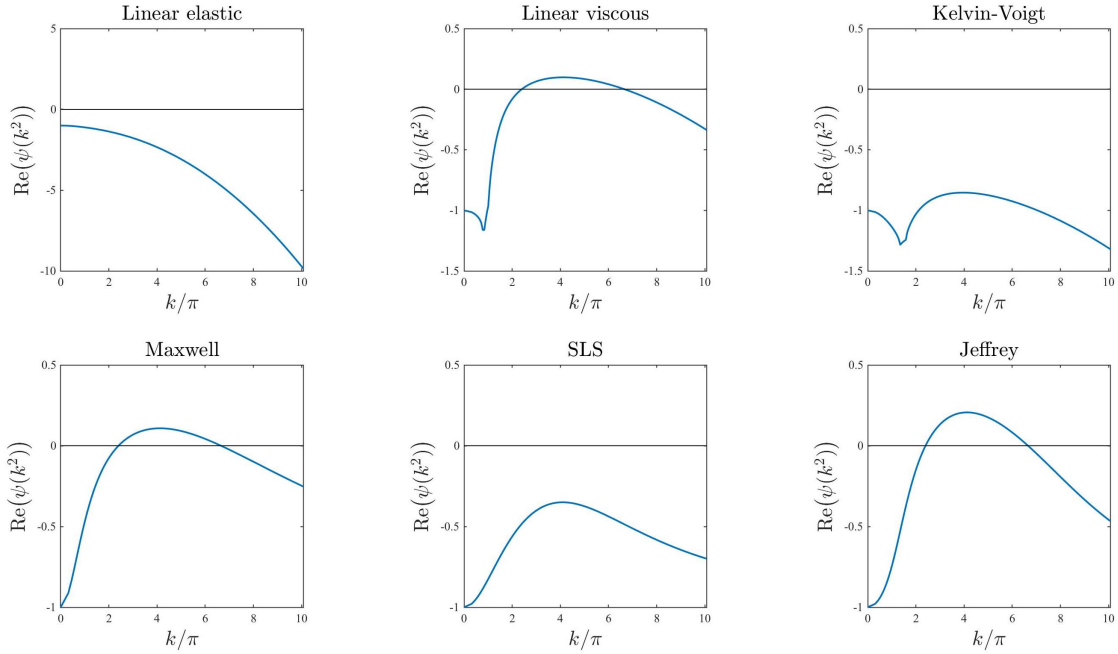 Linear elastic
Re(ψ(k²))
5
0
-5
-10
0 2 4 6 8 10
k/π
Linear viscous
Re(ψ(k²))
0.5
0
-0.5
-1
-1.5
0 2 4 6 8 10
k/π
Kelvin-Voigt
Re(ψ(k²))
0.5
0
-0.5
-1
-1.5
0 2 4 6 8 10
k/π
Maxwell
Re(ψ(k²))
0.5
0
-0.5
-1
0 2 4 6 8 10
k/π
SLS
Re(ψ(k²))
0.5
0
-0.5
-1
0 2 4 6 8 10
k/π
Jeffrey
Re(ψ(k²))
0.5
0
-0.5
-1
0 2 4 6 8 10
k/π